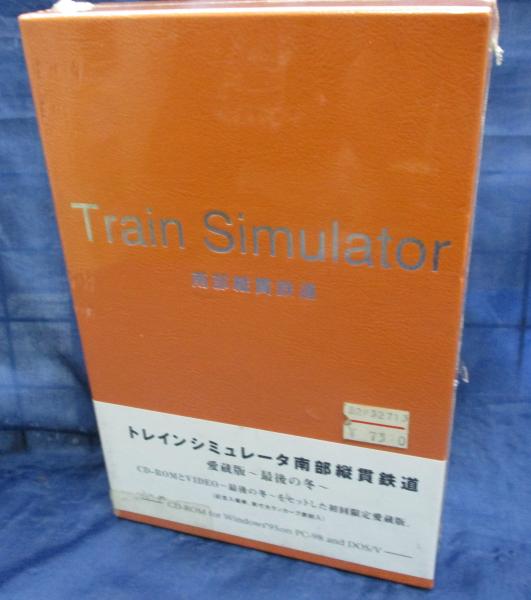 Train Simulator
南部縦貫鉄道
トレインシミュレータ南部縦貫鉄道
愛蔵版〜最後の冬〜
CD-ROMとVIDEO〜最後の冬〜をセットした初回限定愛蔵版
CD-ROM for Windows'95on PC-98 and DOS/V